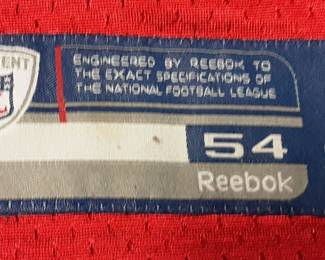 ENGINEERED BY REEBOK TO
THE EXACT SPECIFICATIONS OF
THE NATIONAL FOOTBALL LEAGUE
54
Reebok